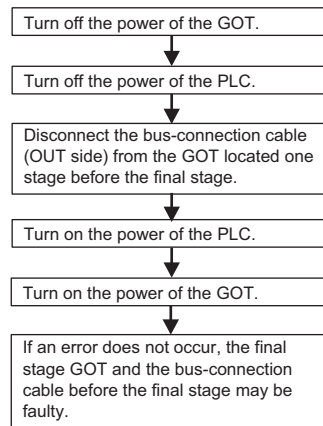 Turn off the power of the GOT.
Turn off the power of the PLC.
Disconnect the bus-connection cable
(OUT side) from the GOT located one
stage before the final stage.
Turn on the power of the PLC.
Turn on the power of the GOT.
If an error does not occur, the final
stage GOT and the bus-connection
cable before the final stage may be
faulty.